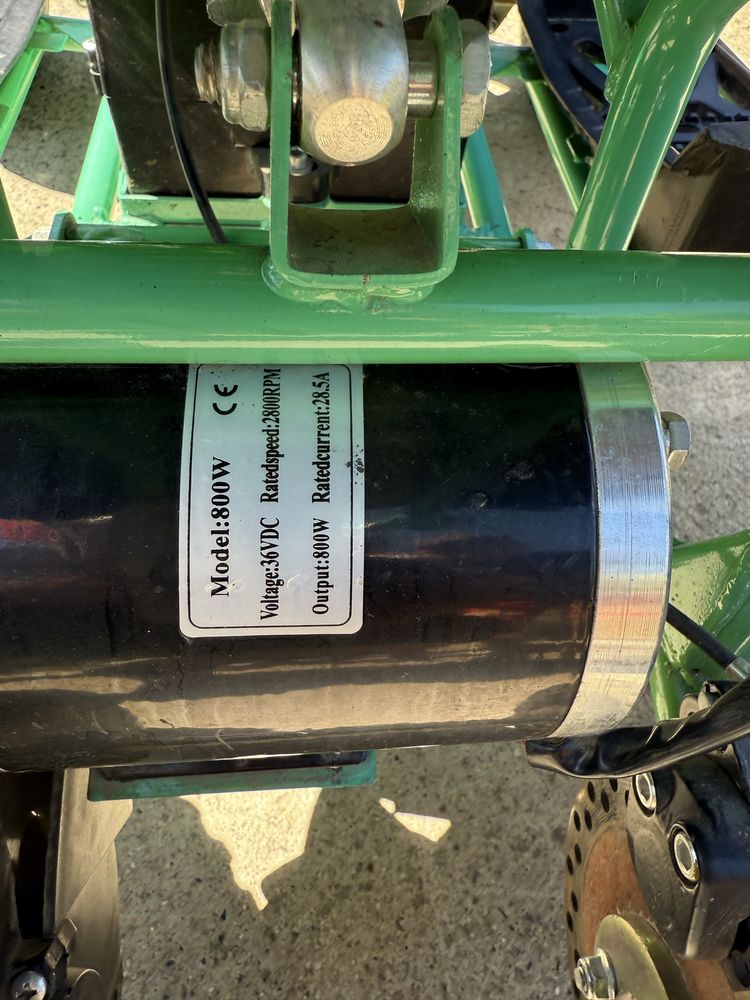 Model:800W CE
Voltage:36VDC Ratedspeed:2800RPM
Output:800W Ratedcurrent:28.5A